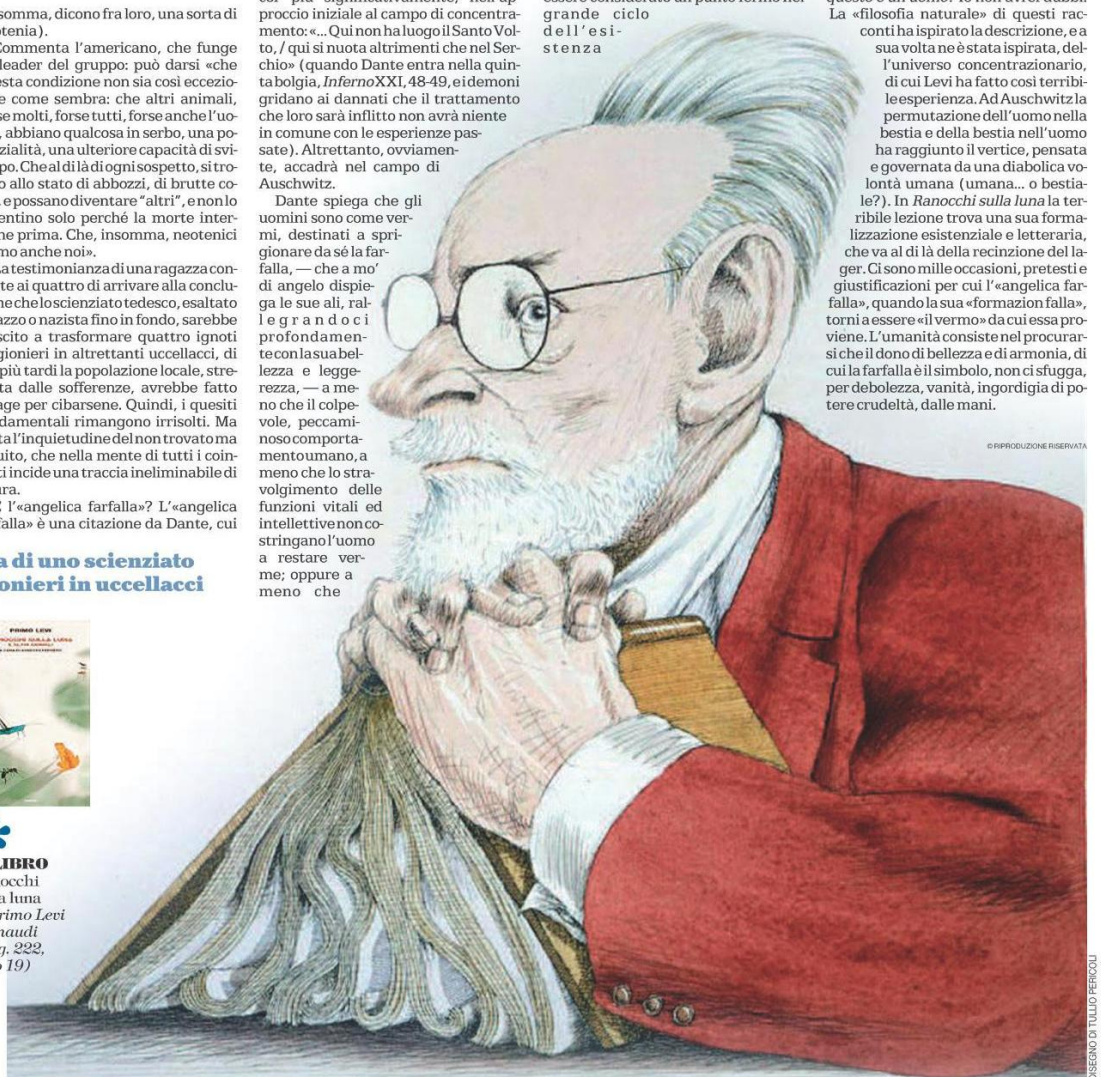 somma, dicono fra loro, una sorta di
otenia).
Commenta l'americano, che funge
leader del gruppo: può darsi «che
esta condizione non sia così eccezio-
e come sembra: che altri animali,
se molti, forse tutti, forse anche l'uo-
, abbiano qualcosa in serbo, una po-
zialità, una ulteriore capacità di svi-
po. Che al di là di ogni sospetto, si tro-
o allo stato di abbozzi, di brutte co-
, e possano diventare "altri", e non lo
entino solo perché la morte inter-
ne prima. Che, insomma, neotenici
mo anche noi».
La testimonianza di una ragazza con-
te ai quattro di arrivare alla conclu-
ne che lo scienziato tedesco, esaltato
azzo o nazista fino in fondo, sarebbe
scito a trasformare quattro ignoti
gionieri in altrettanti uccellacci, di
più tardi la popolazione locale, stre-
ta dalle sofferenze, avrebbe fatto
age per cibarsene. Quindi, i quesiti
damentali rimangono irrisolti. Ma
ta l'inquietudine del non trovato ma
uito, che nella mente di tutti i coin-
ti incide una traccia ineliminabile di
ura.
E l'«angelica farfalla»? L'«angelica
falla» è una citazione da Dante, cui
a di uno scienziato
onieri in uccellacci
PRIMO LEVI
RANOCCHI SULLA LUNA
E ALTRI ANIMALI
LIBRO
occhi
a luna
rimo Levi
naudi
g. 222,
o 19)
proccio iniziale al campo di concentra-
mento: «... Qui non ha luogo il Santo Vol-
to, / qui si nuota altrimenti che nel Ser-
chio» (quando Dante entra nella quin-
ta bolgia, Inferno XXI, 48-49, e i demoni
gridano ai dannati che il trattamento
che loro sarà inflitto non avrà niente
in comune con le esperienze pas-
sate). Altrettanto, ovviamen-
te, accadrà nel campo di
Auschwitz.
Dante spiega che gli
uomini sono come ver-
mi, destinati a spri-
gionare da sé la far-
falla, — che a mo'
di angelo dispie-
ga le sue ali, ral-
legrandoci
profondamen-
te con la sua bel-
lezza e legge-
rezza, — a me-
no che il colpe-
vole, peccami-
noso comporta-
mento umano, a
meno che lo stra-
volgimento delle
funzioni vitali ed
intellettive non co-
stringano l'uomo
a restare ver-
me; oppure a
meno che
essere considerato un punto fermo nel
grande ciclo
dell'esi-
stenza
questo è un uomo? Io non avrei dubbi.
La «filosofia naturale» di questi rac-
conti ha ispirato la descrizione, e a
sua volta ne è stata ispirata, del-
l'universo concentrazionario,
di cui Levi ha fatto così terribi-
le esperienza. Ad Auschwitz la
permutazione dell'uomo nella
bestia e della bestia nell'uomo
ha raggiunto il vertice, pensata
e governata da una diabolica vo-
lontà umana (umana... o bestia-
le?). In Ranocchi sulla luna la ter-
ribile lezione trova una sua forma-
lizzazione esistenziale e letteraria,
che va al di là della recinzione del la-
ger. Ci sono mille occasioni, pretesti e
giustificazioni per cui l'«angelica far-
falla», quando la sua «formazion falla»,
torni a essere «il vermo» da cui essa pro-
viene. L'umanità consiste nel procurar-
si che il dono di bellezza e di armonia, di
cui la farfalla è il simbolo, non ci sfugga,
per debolezza, vanità, ingordigia di po-
tere crudeltà, dalle mani.
© RIPRODUZIONE RISERVATA
DISEGNO DI TULLIO PERICOLI